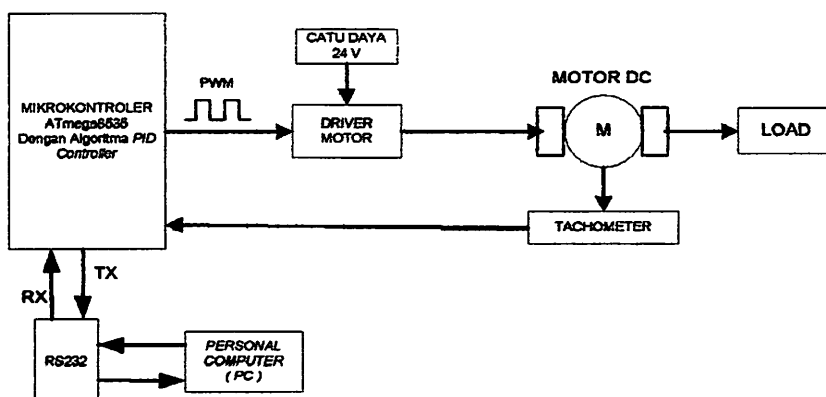 CATU DAYA
24 V
PWM
MOTOR DC
MIKROKONTROLER
ATmega8535
Dengan Algoritma PID
Controller
DRIVER
MOTOR
M
LOAD
TACHOMETER
TX
RX
RS232
PERSONAL
COMPUTER
( PC )